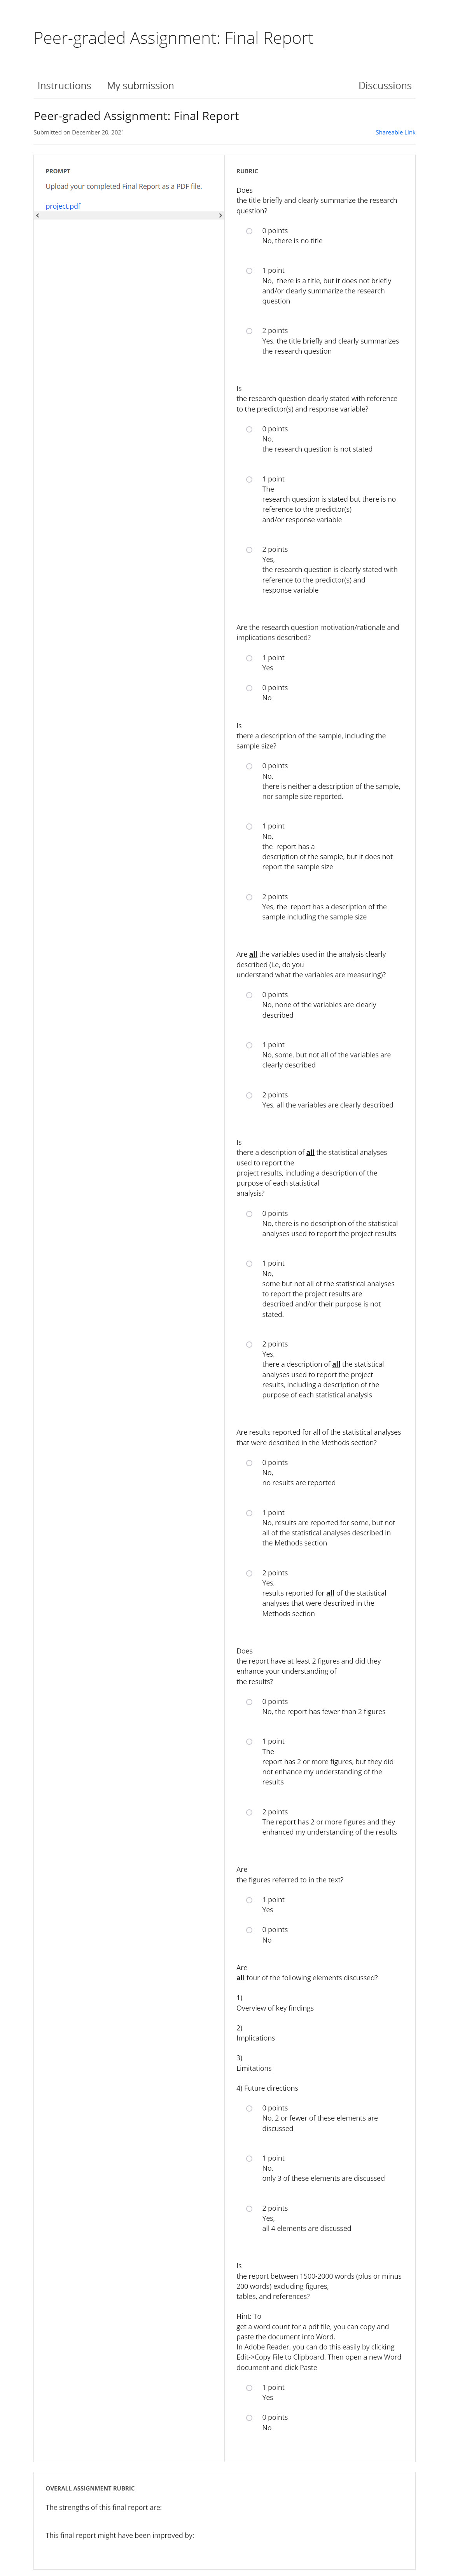 Peer-graded Assignment: Final Report
Instructions My submission Discussions
Peer-graded Assignment: Final Report
Submitted on December 20, 2021 Shareable Link
PROMPT
Upload your completed Final Report as a PDF file.
project.pdf
RUBRIC
Does
the title briefly and clearly summarize the research
question?
0 points
No, there is no title
1 point
No, there is a title, but it does not briefly
and/or clearly summarize the research
question
2 points
Yes, the title briefly and clearly summarizes
the research question
Is
the research question clearly stated with reference
to the predictor(s) and response variable?
0 points
No,
the research question is not stated
1 point
The
research question is stated but there is no
reference to the predictor(s)
and/or response variable
2 points
Yes,
the research question is clearly stated with
reference to the predictor(s) and
response variable
Are the research question motivation/rationale and
implications described?
1 point
Yes
0 points
No
Is
there a description of the sample, including the
sample size?
0 points
No,
there is neither a description of the sample,
nor sample size reported.
1 point
No,
the report has a
description of the sample, but it does not
report the sample size
2 points
Yes, the report has a description of the
sample including the sample size
Are all the variables used in the analysis clearly
described (i.e, do you
understand what the variables are measuring)?
0 points
No, none of the variables are clearly
described
1 point
No, some, but not all of the variables are
clearly described
2 points
Yes, all the variables are clearly described
Is
there a description of all the statistical analyses
used to report the
project results, including a description of the
purpose of each statistical
analysis?
0 points
No, there is no description of the statistical
analyses used to report the project results
1 point
No,
some but not all of the statistical analyses
to report the project results are
described and/or their purpose is not
stated.
2 points
Yes,
there a description of all the statistical
analyses used to report the project
results, including a description of the
purpose of each statistical analysis
Are results reported for all of the statistical analyses
that were described in the Methods section?
0 points
No,
no results are reported
1 point
No, results are reported for some, but not
all of the statistical analyses described in
the Methods section
2 points
Yes,
results reported for all of the statistical
analyses that were described in the
Methods section
Does
the report have at least 2 figures and did they
enhance your understanding of
the results?
0 points
No, the report has fewer than 2 figures
1 point
The
report has 2 or more figures, but they did
not enhance my understanding of the
results
2 points
The report has 2 or more figures and they
enhanced my understanding of the results
Are
the figures referred to in the text?
1 point
Yes
0 points
No
Are
all four of the following elements discussed?
1)
Overview of key findings
2)
Implications
3)
Limitations
4) Future directions
0 points
No, 2 or fewer of these elements are
discussed
1 point
No,
only 3 of these elements are discussed
2 points
Yes,
all 4 elements are discussed
Is
the report between 1500-2000 words (plus or minus
200 words) excluding figures,
tables, and references?
Hint: To
get a word count for a pdf file, you can copy and
paste the document into Word.
In Adobe Reader, you can do this easily by clicking
Edit->Copy File to Clipboard. Then open a new Word
document and click Paste
1 point
Yes
0 points
No
OVERALL ASSIGNMENT RUBRIC
The strengths of this final report are:
This final report might have been improved by: